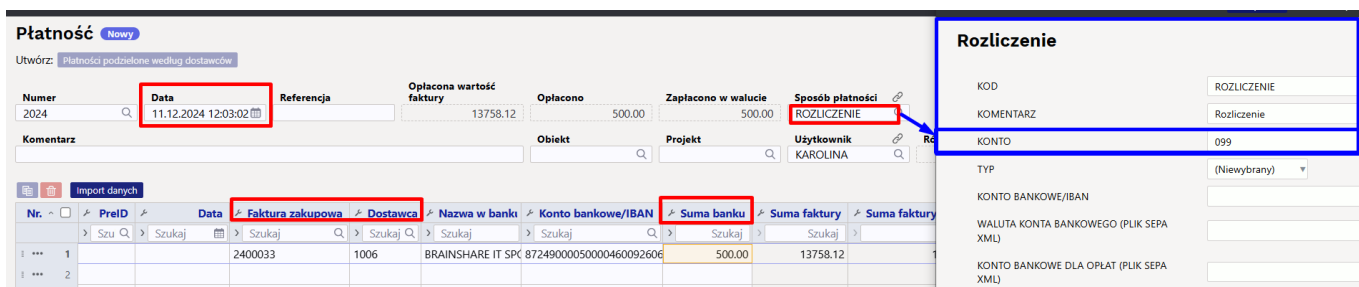 Płatność Nowy
Utwórz: Płatności podzielone według dostawców
Numer Data Referencja Opłacona wartość faktury Opłacono Zapłacono w walucie Sposób płatności
2024 11.12.2024 12:03:02 13758.12 500.00 500.00 ROZLICZENIE
Komentarz Obiekt Projekt Użytkownik
KAROLINA
Import danych
Nr. PreID Data Faktura zakupowa Dostawca Nazwa w banku Konto bankowe/IBAN Suma banku Suma faktury Suma faktury
Szu Szukaj Szukaj Szukaj Szukaj Szukaj Szukaj Szukaj
1 2400033 1006 BRAINSHARE IT SPO 87249000050000460092606 500.00 13758.12
2
Rozliczenie
KOD ROZLICZENIE
KOMENTARZ Rozliczenie
KONTO 099
TYP (Niewybrany)
KONTO BANKOWE/IBAN
WALUTA KONTA BANKOWEGO (PLIK SEPA
XML)
KONTO BANKOWE DLA OPŁAT (PLIK SEPA
XML)